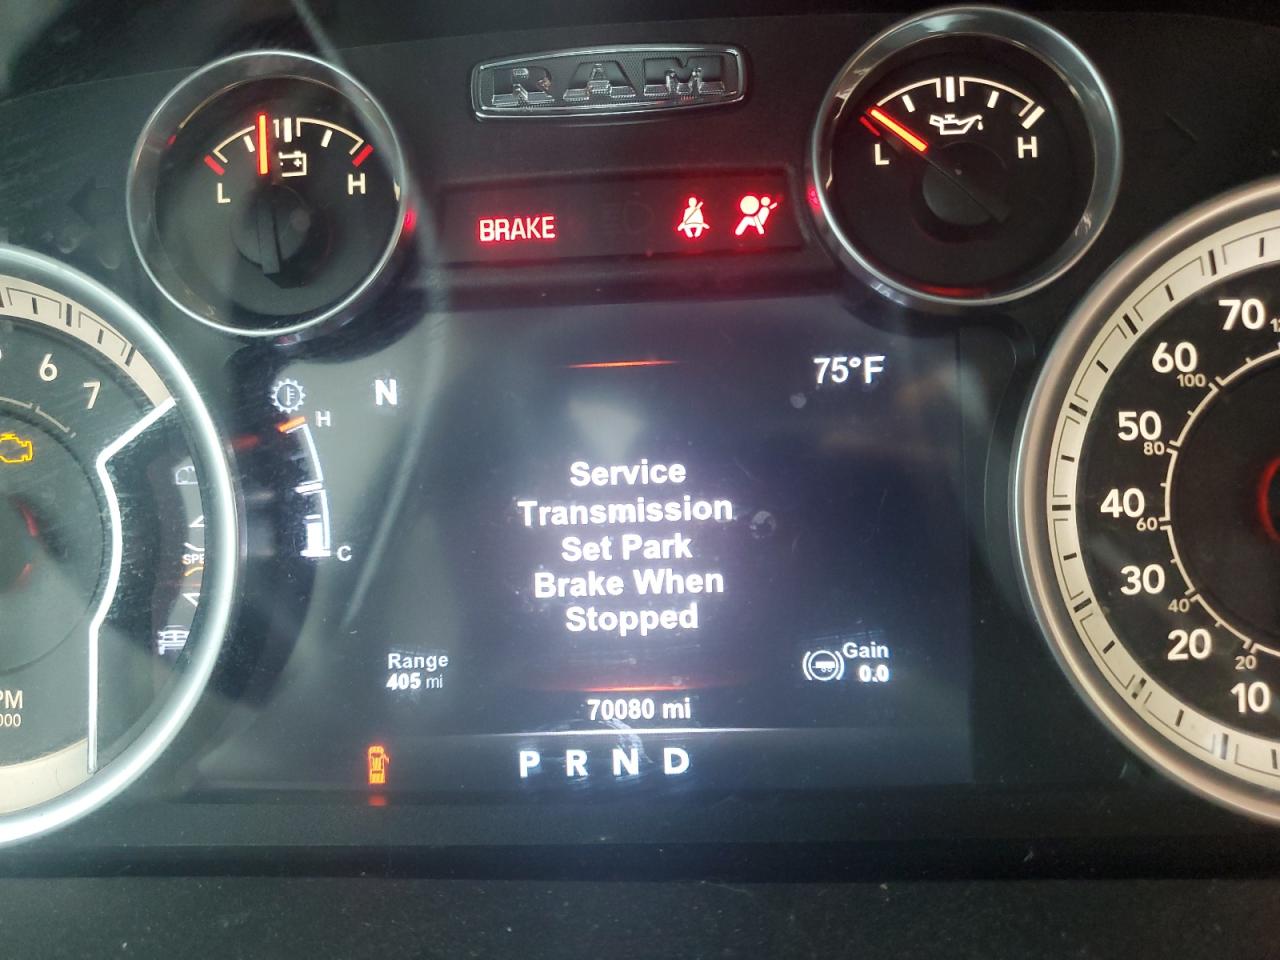 RAM
L H
BRAKE
L H
6
7
N
75°F
H
C
Service
Transmission
Set Park
Brake When
Stopped
Range
405 mi
Gain
0.0
70080 mi
P R N D
70
60
100
50
80
40
60
30
40
20
20
10